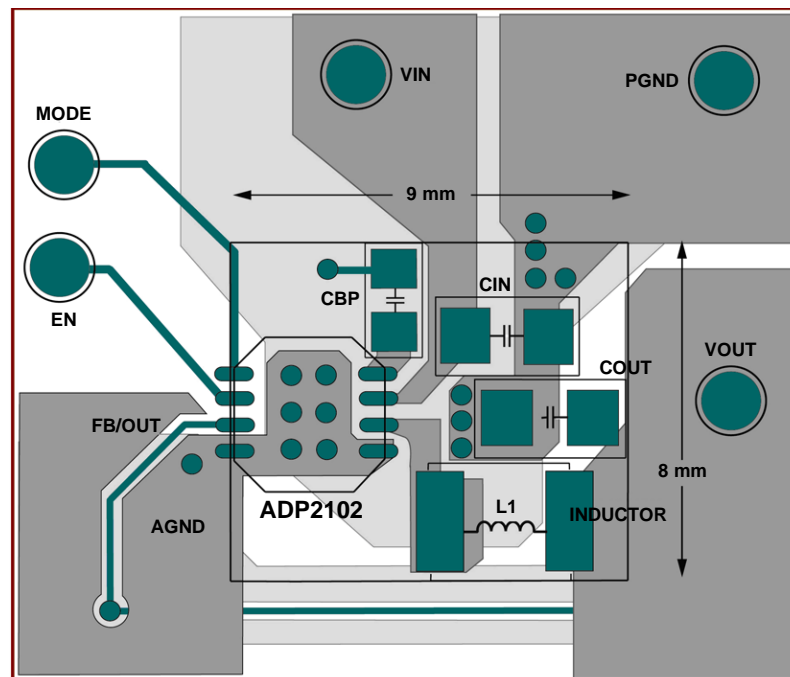 VIN
PGND
MODE
9 mm
CIN
CBP
EN
VOUT
COUT
FB/OUT
8 mm
L1
ADP2102
INDUCTOR
AGND